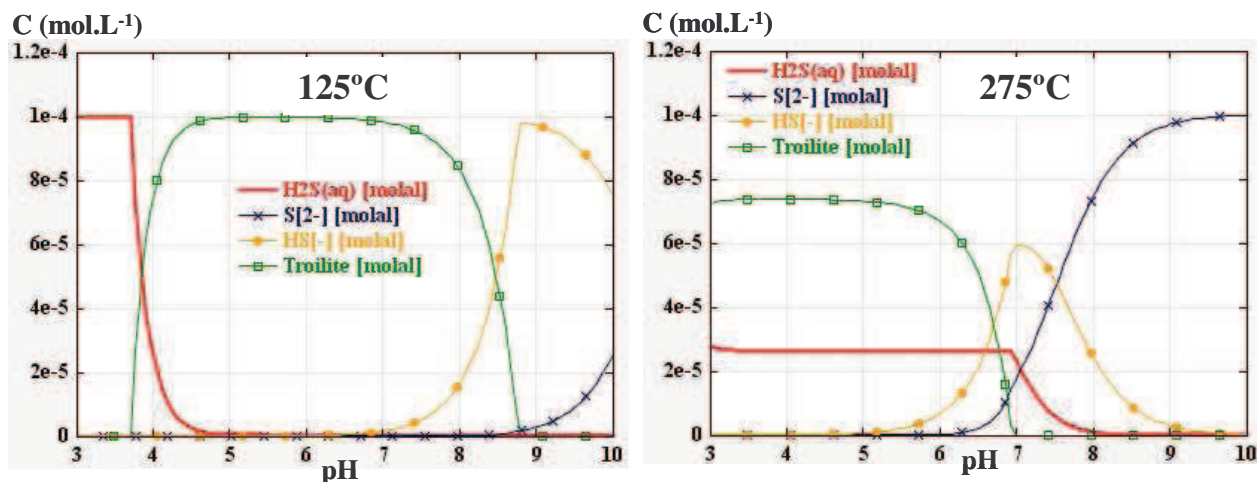 C (mol.L-1)
1.2e-4
1e-4
8e-5
6e-5
4e-5
2e-5
0
125ºC
H2S(aq) [molal]
S[2-] [molal]
HS[-] [molal]
Troilite [molal]
3 4 5 6 7 8 9 10
pH
C (mol.L-1)
1.2e-4
1e-4
8e-5
6e-5
4e-5
2e-5
0
H2S(aq) [molal]
S[2-] [molal]
HS[-] [molal]
Troilite [molal]
275ºC
3 4 5 6 7 8 9 10
pH